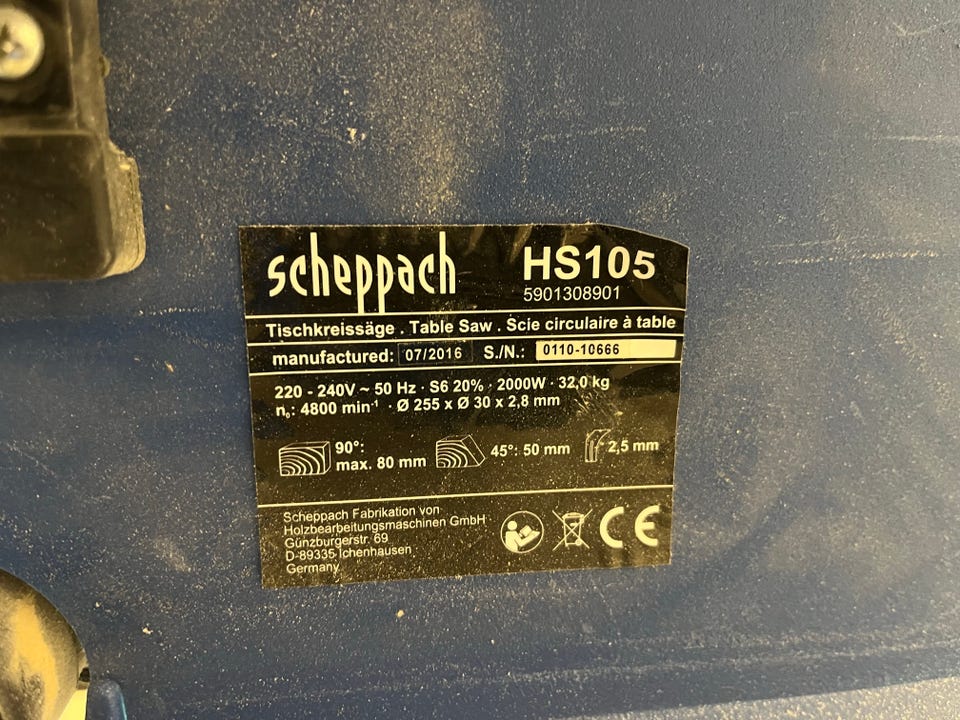 scheppach HS105
5901308901
Tischkreissäge . Table Saw . Scie circulaire à table
manufactured: 07/2016 S./N.: 0110-10666
220 - 240V ~ 50 Hz · S6 20% · 2000W · 32,0 kg
n₀: 4800 min⁻¹ · Ø 255 x Ø 30 x 2,8 mm
90°:
max. 80 mm
45°: 50 mm
2,5 mm
Scheppach Fabrikation von
Holzbearbeitungsmaschinen GmbH
Günzburgerstr. 69
D-89335 Ichenhausen
Germany
CE